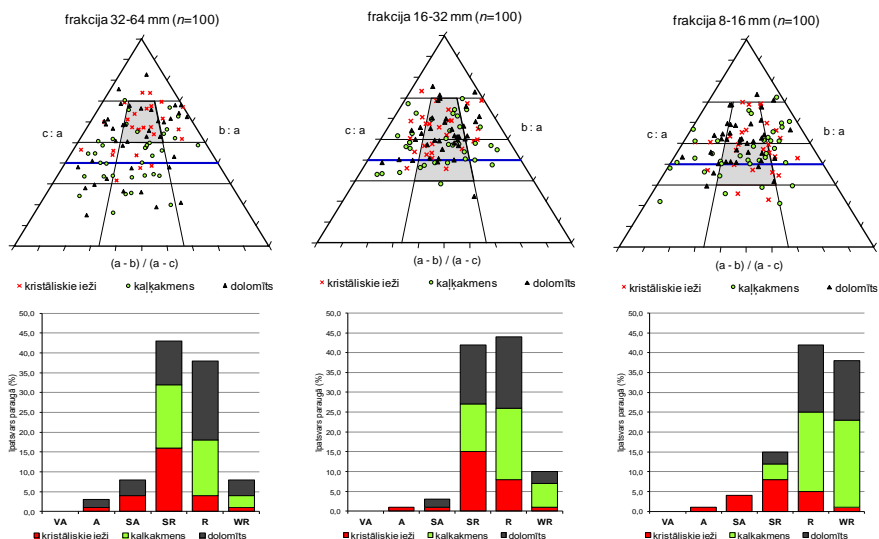 frakcija 32-64 mm (n=100)
c : a
b : a
(a - b) / (a - c)
kristāliskie ieži kaļķakmens dolomīts
frakcija 16-32 mm (n=100)
c : a
b : a
(a - b) / (a - c)
kristāliskie ieži kaļķakmens dolomīts
frakcija 8-16 mm (n=100)
c : a
b : a
(a - b) / (a - c)
kristāliskie ieži kaļķakmens dolomīts
Īpatsvars paraugā (%)
50,0
45,0
40,0
35,0
30,0
25,0
20,0
15,0
10,0
5,0
0,0
VA A SA SR R WR
kristāliskie ieži kalkakmens dolomīts
Īpatsvars paraugā (%)
50,0
45,0
40,0
35,0
30,0
25,0
20,0
15,0
10,0
5,0
0,0
VA A SA SR R WR
kristāliskie ieži kalkakmens dolomīts
Īpatsvars paraugā (%)
50,0
45,0
40,0
35,0
30,0
25,0
20,0
15,0
10,0
5,0
0,0
VA A SA SR R WR
kristāliskie ieži kalkakmens dolomīts